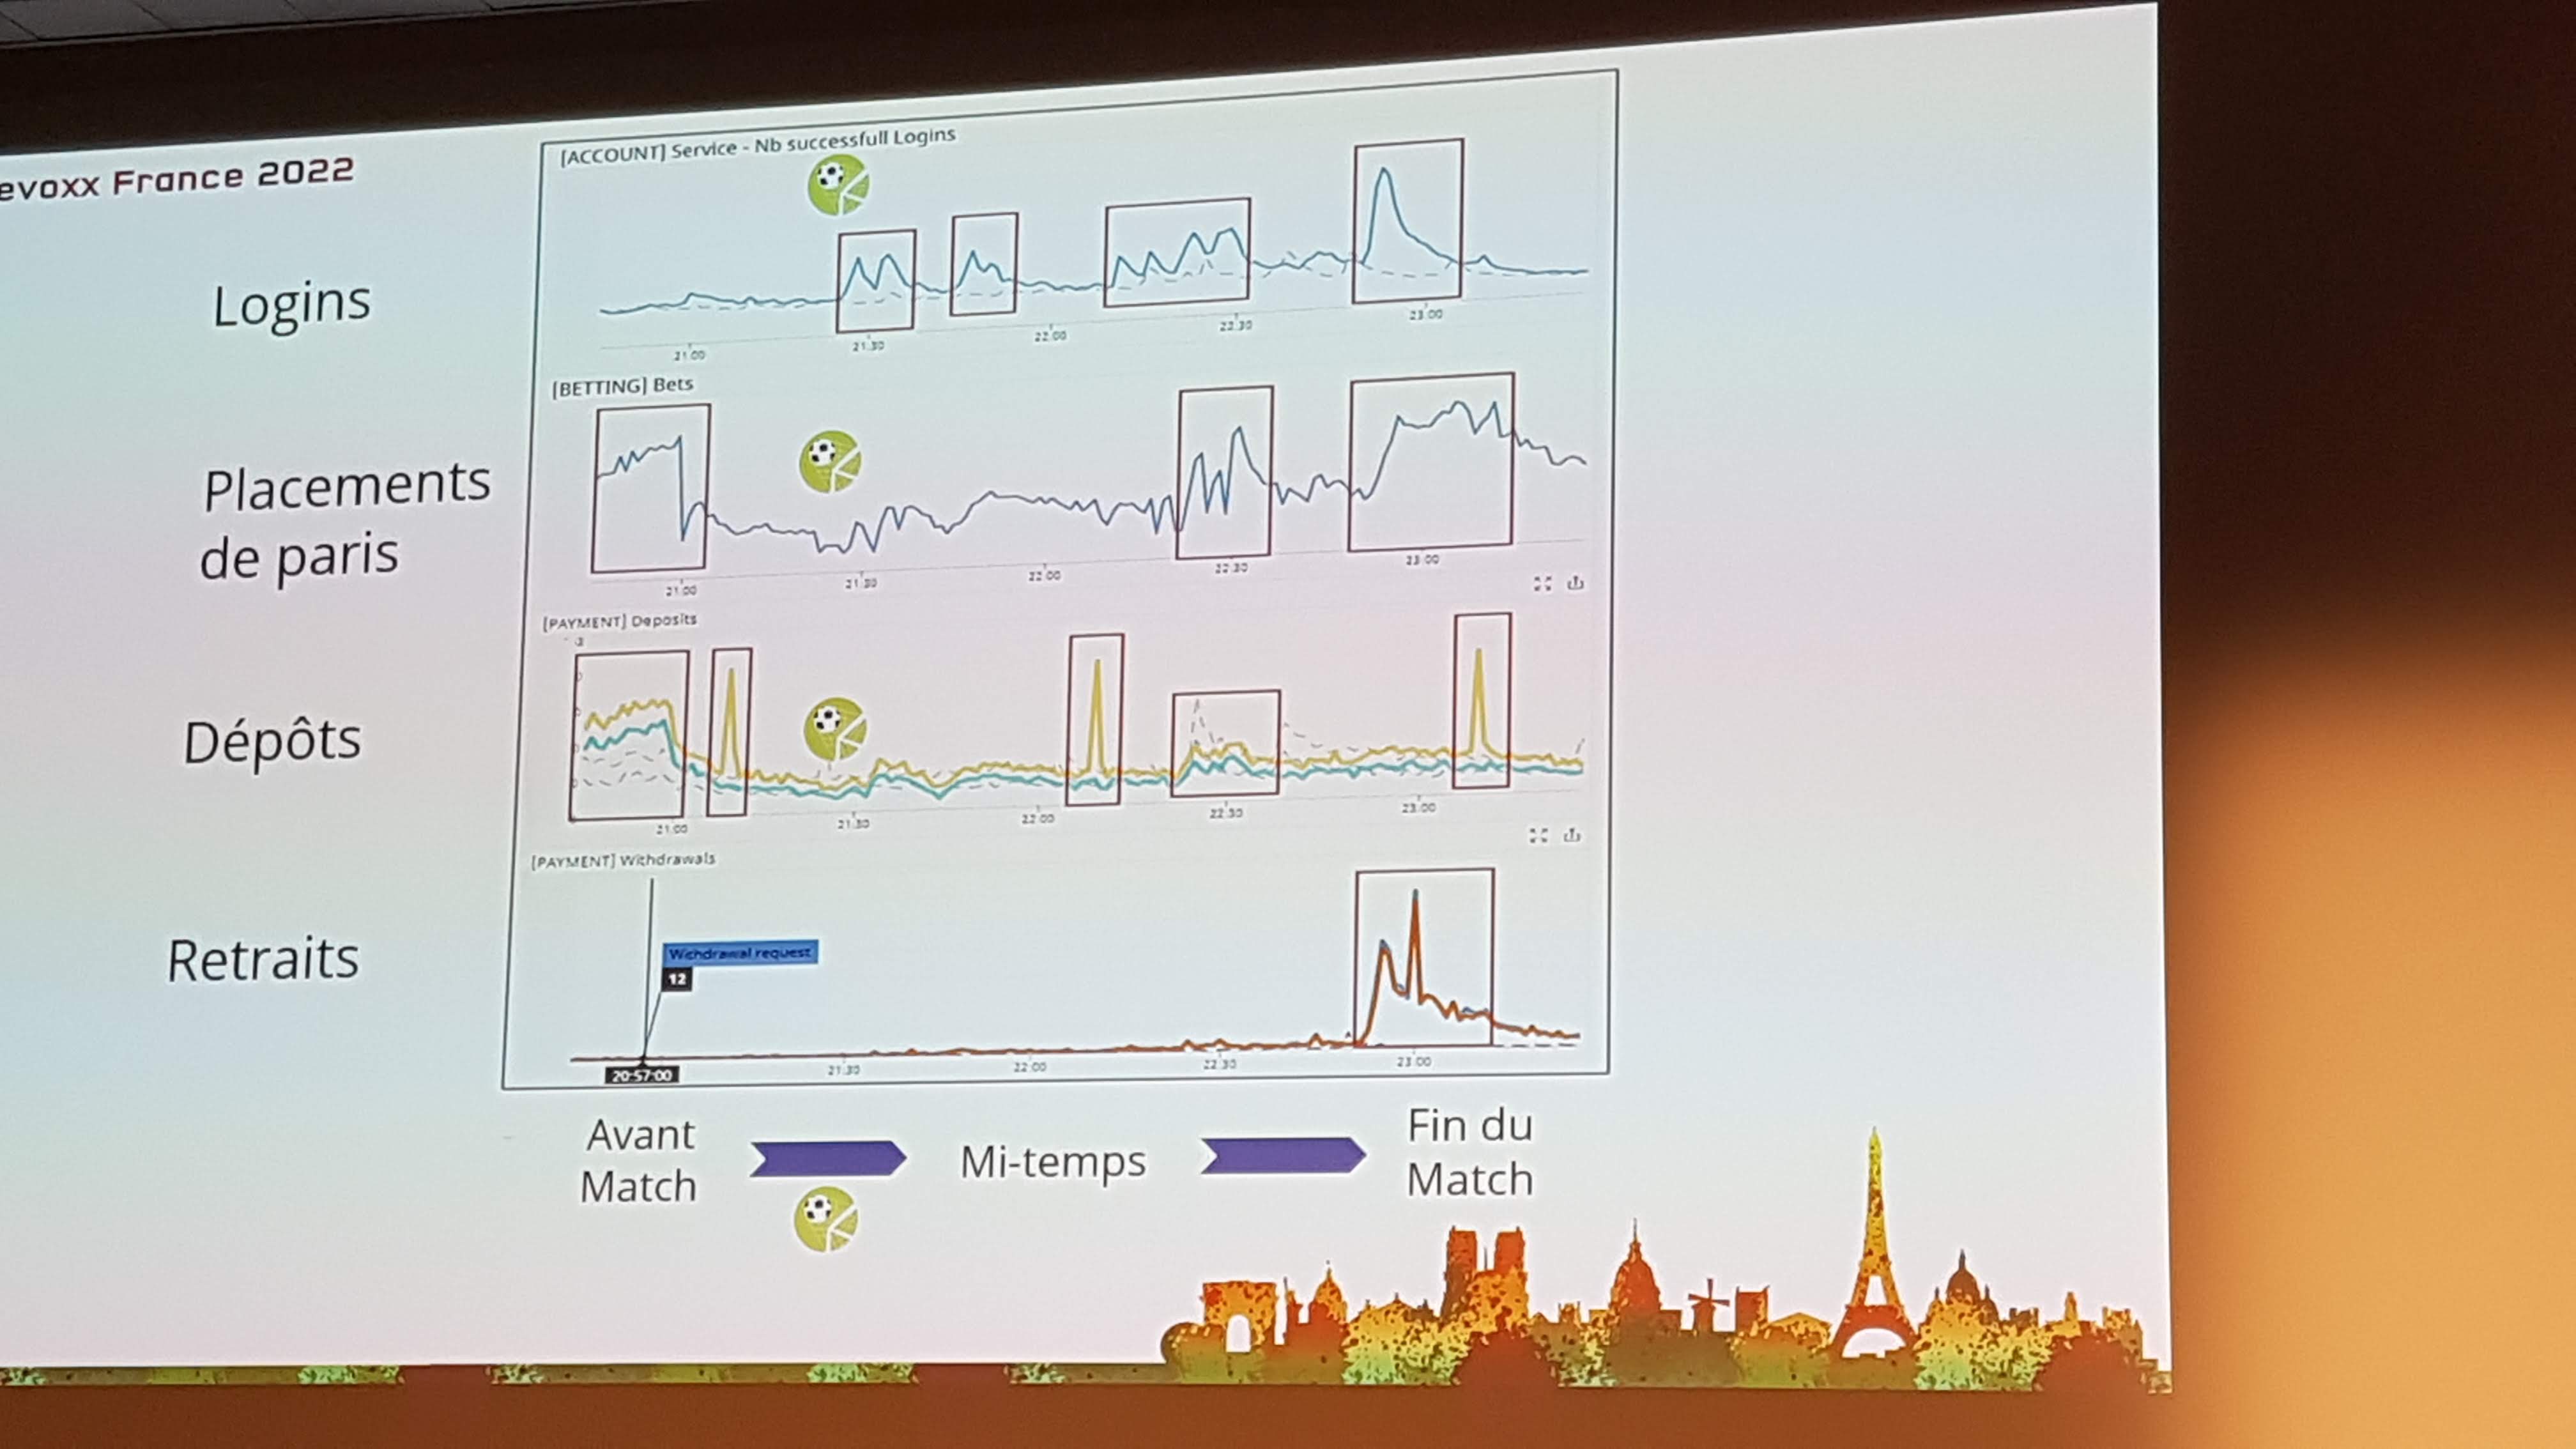 evoxx France 2022
[ACCOUNT] Service - Nb successfull Logins
Logins
21:00
21:30
22:00
22:30
23:00
[BETTING] Bets
Placements
de paris
21:00
21:30
22:00
22:30
23:00
[PAYMENT] Deposits
Dépôts
21:00
21:30
22:00
22:30
23:00
[PAYMENT] Withdrawals
Retraits
Withdrawal request
12
20:57:00
21:30
22:00
22:30
23:00
Avant
Match
Mi-temps
Fin du
Match